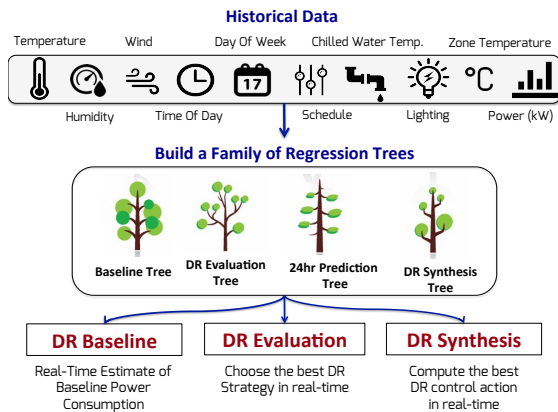 Historical Data
Temperature Wind Day Of Week Chilled Water Temp. Zone Temperature
17 °C
Humidity Time Of Day Schedule Lighting Power (kW)
Build a Family of Regression Trees
Baseline Tree
DR Evaluation
Tree
24hr Prediction
Tree
DR Synthesis
Tree
DR Baseline
Real-Time Estimate of
Baseline Power
Consumption
DR Evaluation
Choose the best DR
Strategy in real-time
DR Synthesis
Compute the best
DR control action
in real-time